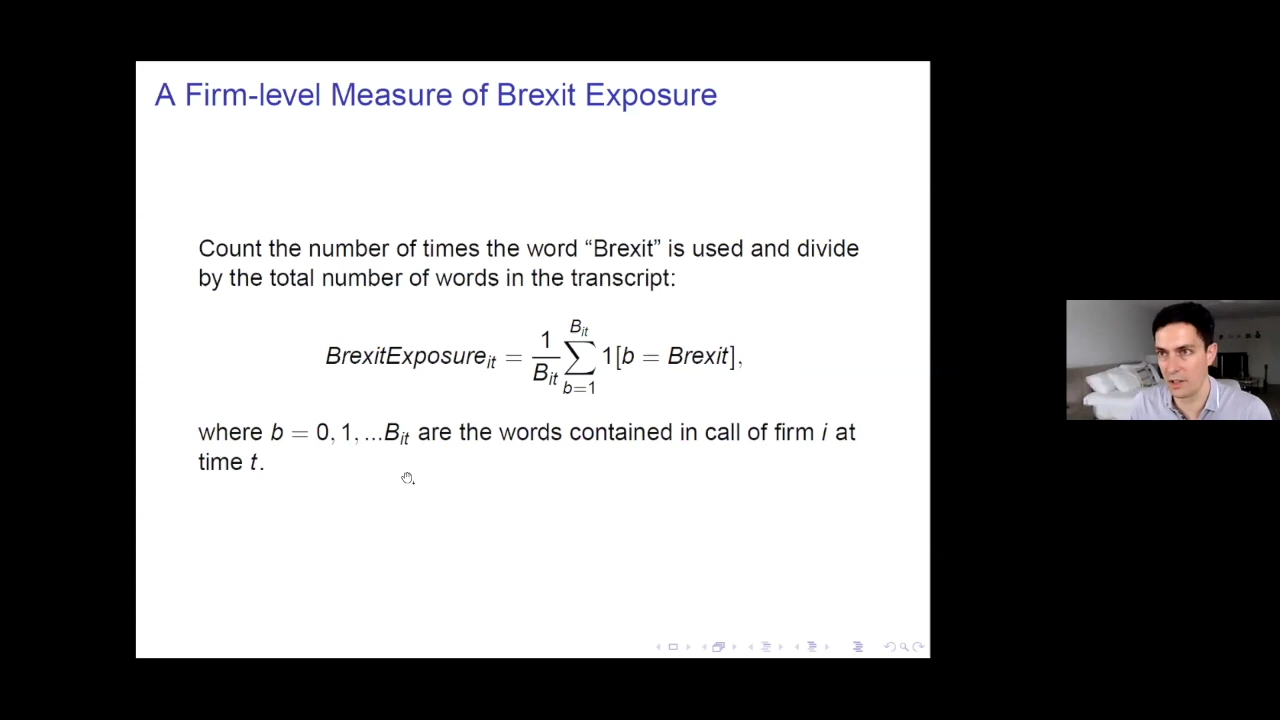 A Firm-level Measure of Brexit Exposure
Count the number of times the word “Brexit” is used and divide
by the total number of words in the transcript:
BrexitExposure_it = 1/B_it ∑_{b=1}^{B_it} 1[b = Brexit],
where b = 0, 1, ...B_it are the words contained in call of firm i at
time t.